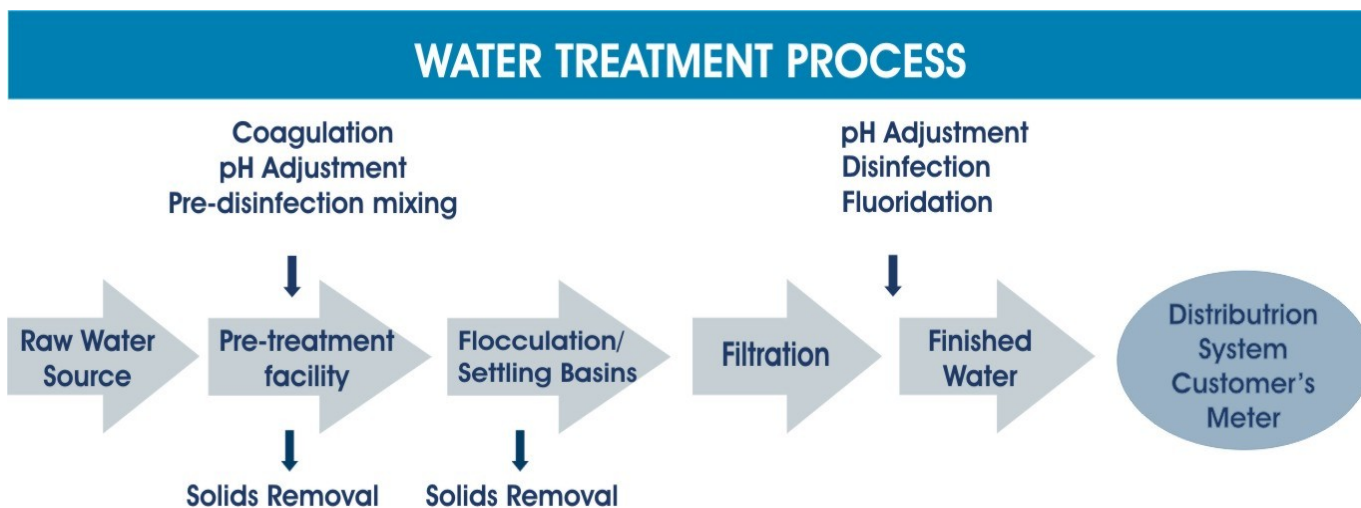 WATER TREATMENT PROCESS
Coagulation
pH Adjustment
Pre-disinfection mixing
pH Adjustment
Disinfection
Fluoridation
Raw Water
Source
Pre-treatment
facility
Flocculation/
Settling Basins
Filtration
Finished
Water
Distributrion
System
Customer's
Meter
Solids Removal
Solids Removal